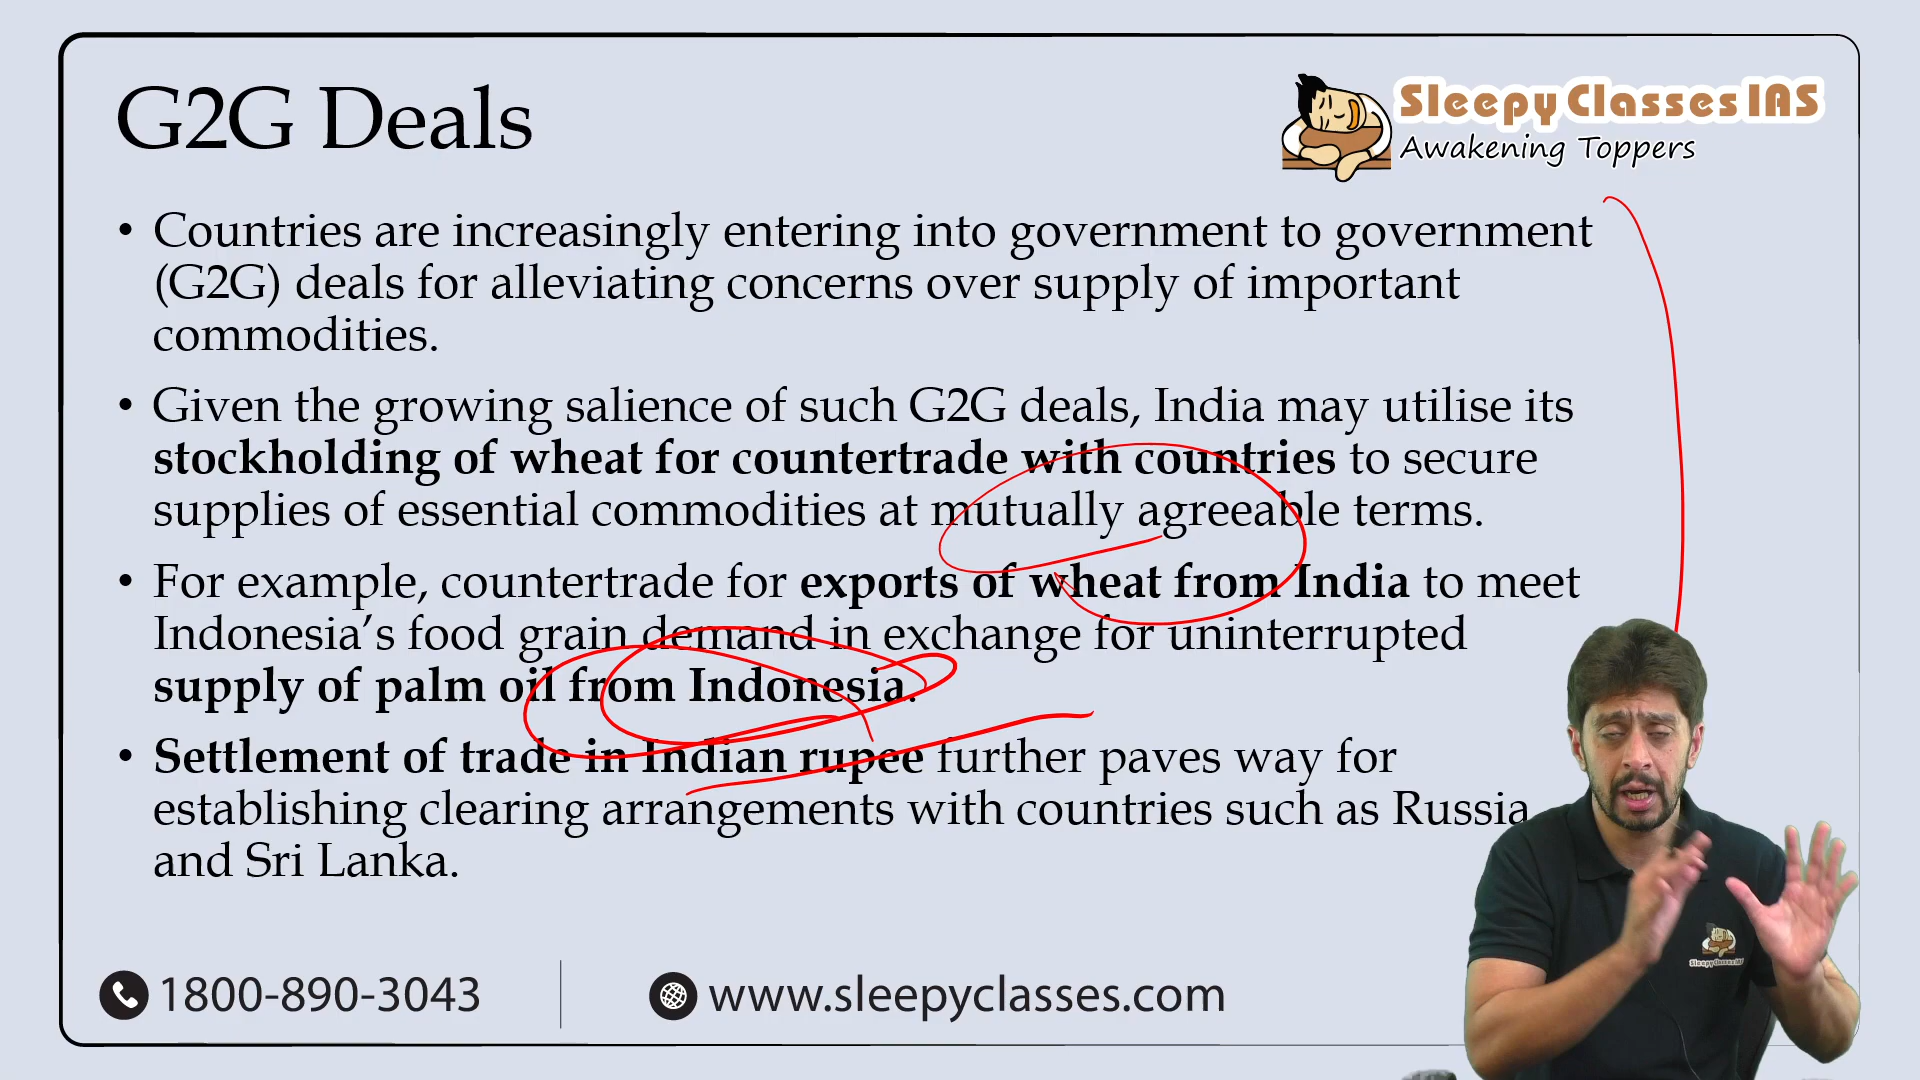 G2G Deals
Sleepy Classes IAS
Awakening Toppers
• Countries are increasingly entering into government to government
(G2G) deals for alleviating concerns over supply of important
commodities.
• Given the growing salience of such G2G deals, India may utilise its
stockholding of wheat for countertrade with countries to secure
supplies of essential commodities at mutually agreeable terms.
• For example, countertrade for exports of wheat from India to meet
Indonesia’s food grain demand in exchange for uninterrupted
supply of palm oil from Indonesia.
• Settlement of trade in Indian rupee further paves way for
establishing clearing arrangements with countries such as Russia
and Sri Lanka.
Sleepy Classes IAS
1800-890-3043
www.sleepyclasses.com